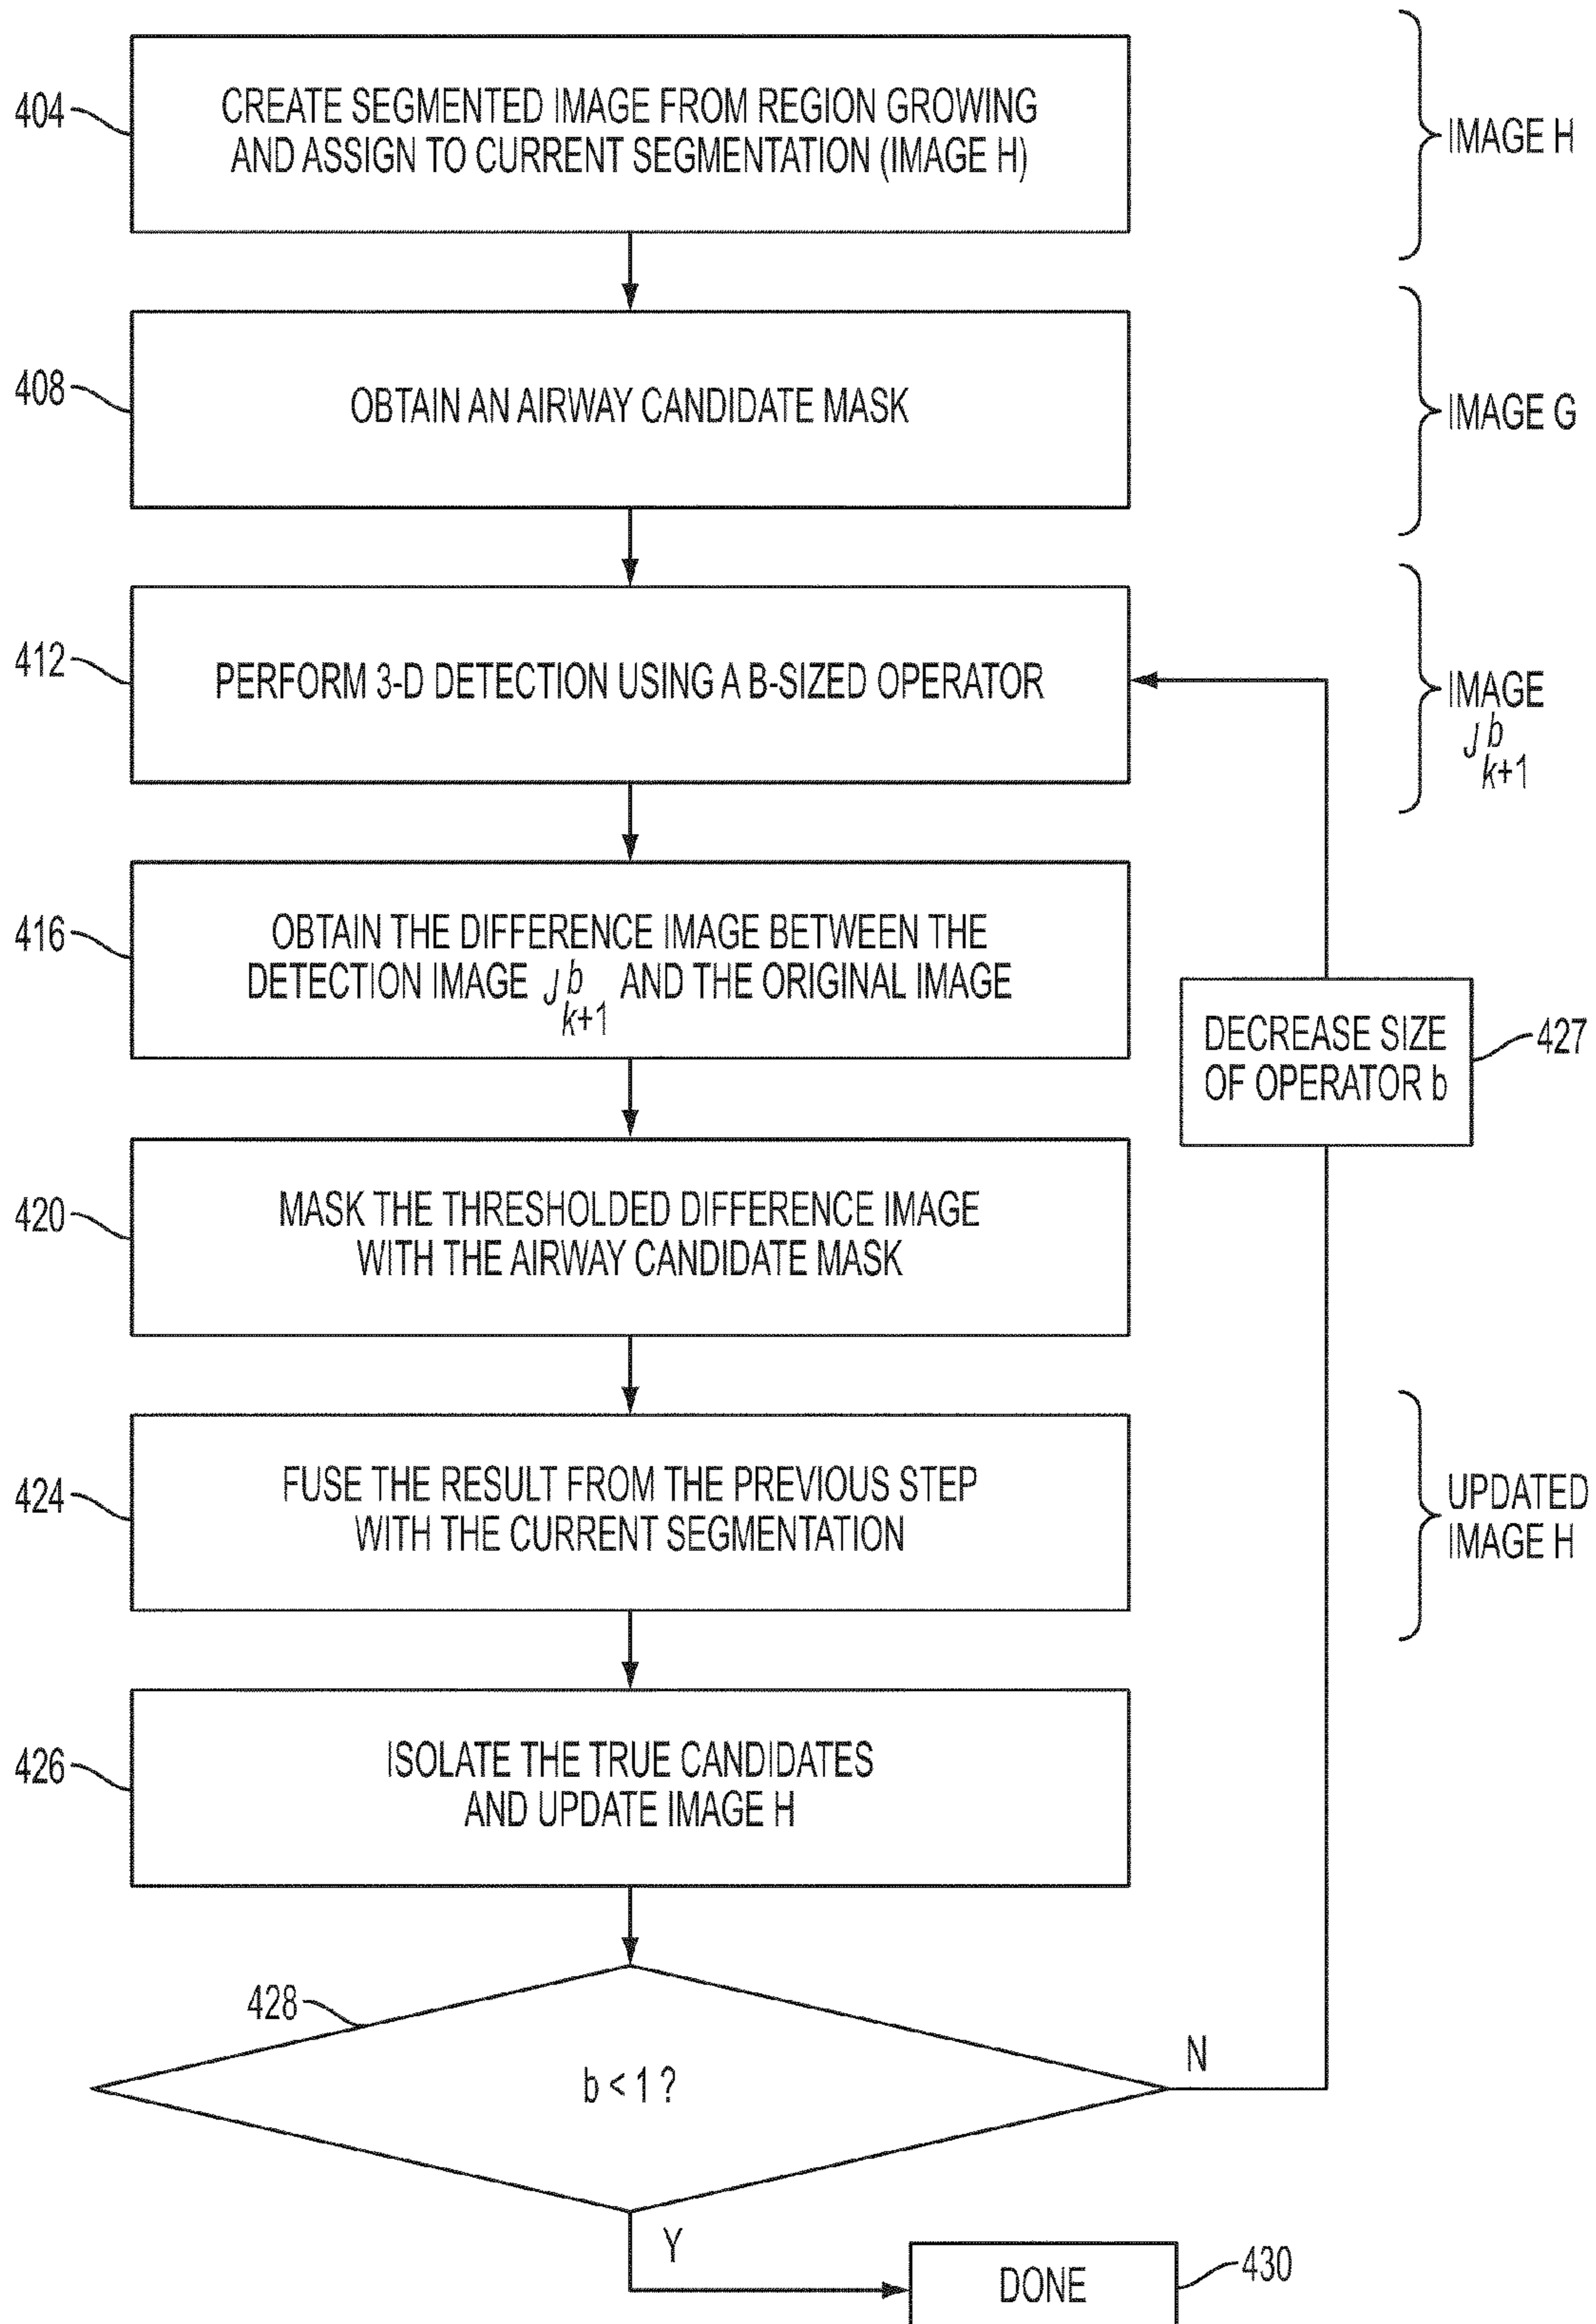 404
CREATE SEGMENTED IMAGE FROM REGION GROWING
AND ASSIGN TO CURRENT SEGMENTATION (IMAGE H)
IMAGE H
408
OBTAIN AN AIRWAY CANDIDATE MASK
IMAGE G
412
PERFORM 3-D DETECTION USING A B-SIZED OPERATOR
IMAGE
J b k+1
416
OBTAIN THE DIFFERENCE IMAGE BETWEEN THE
DETECTION IMAGE J b k+1 AND THE ORIGINAL IMAGE
DECREASE SIZE
OF OPERATOR b
427
420
MASK THE THRESHOLDED DIFFERENCE IMAGE
WITH THE AIRWAY CANDIDATE MASK
424
FUSE THE RESULT FROM THE PREVIOUS STEP
WITH THE CURRENT SEGMENTATION
UPDATED
IMAGE H
426
ISOLATE THE TRUE CANDIDATES
AND UPDATE IMAGE H
428
b < 1 ?
N
Y
DONE
430